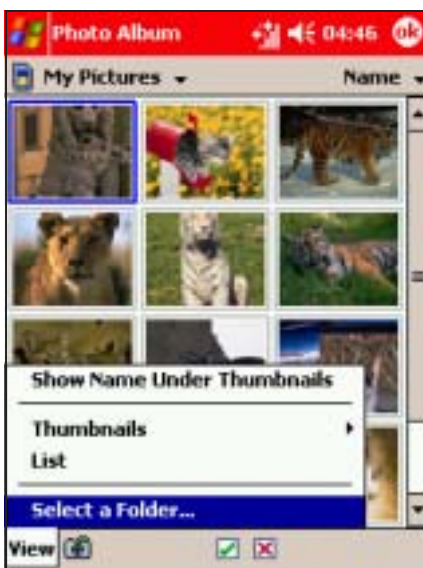 Photo Album 04:46 ok
My Pictures Name
Show Name Under Thumbnails
Thumbnails
List
Select a Folder...
View